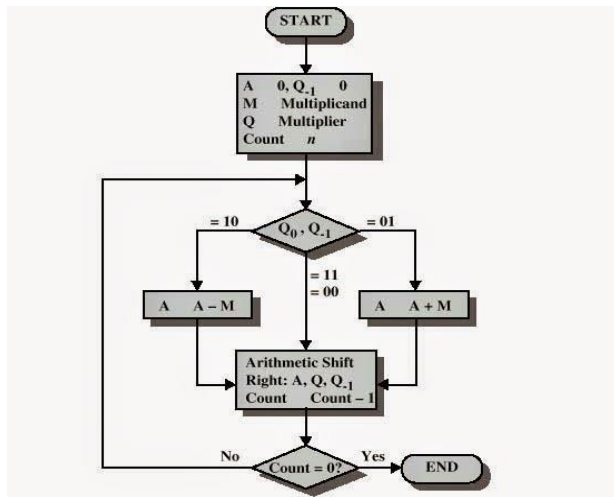 START
A 0, Q-1 0
M Multiplicand
Q Multiplier
Count n
= 10
Q0 , Q-1
= 01
= 11
= 00
A A – M
A A + M
Arithmetic Shift
Right: A, Q, Q-1
Count Count – 1
No
Count = 0?
Yes
END